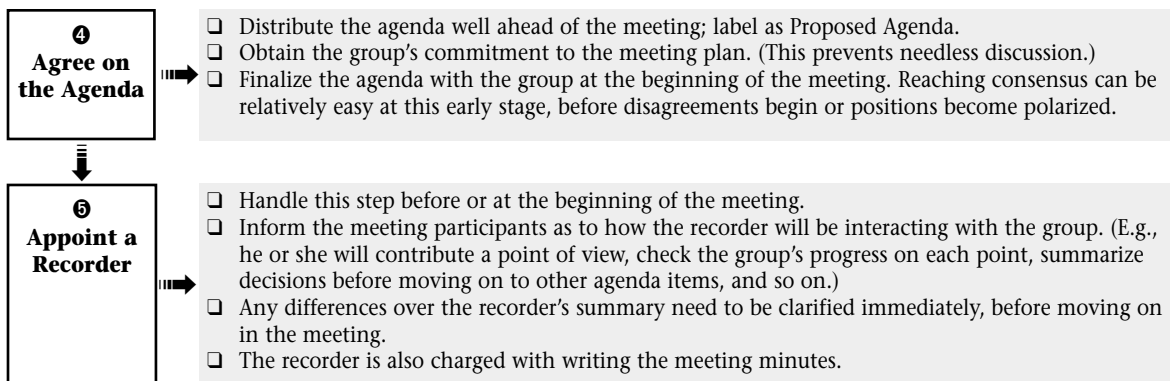 ❹
Agree on
the Agenda
❏ Distribute the agenda well ahead of the meeting; label as Proposed Agenda.
❏ Obtain the group’s commitment to the meeting plan. (This prevents needless discussion.)
❏ Finalize the agenda with the group at the beginning of the meeting. Reaching consensus can be
relatively easy at this early stage, before disagreements begin or positions become polarized.
❺
Appoint a
Recorder
❏ Handle this step before or at the beginning of the meeting.
❏ Inform the meeting participants as to how the recorder will be interacting with the group. (E.g.,
he or she will contribute a point of view, check the group’s progress on each point, summarize
decisions before moving on to other agenda items, and so on.)
❏ Any differences over the recorder’s summary need to be clarified immediately, before moving on
in the meeting.
❏ The recorder is also charged with writing the meeting minutes.